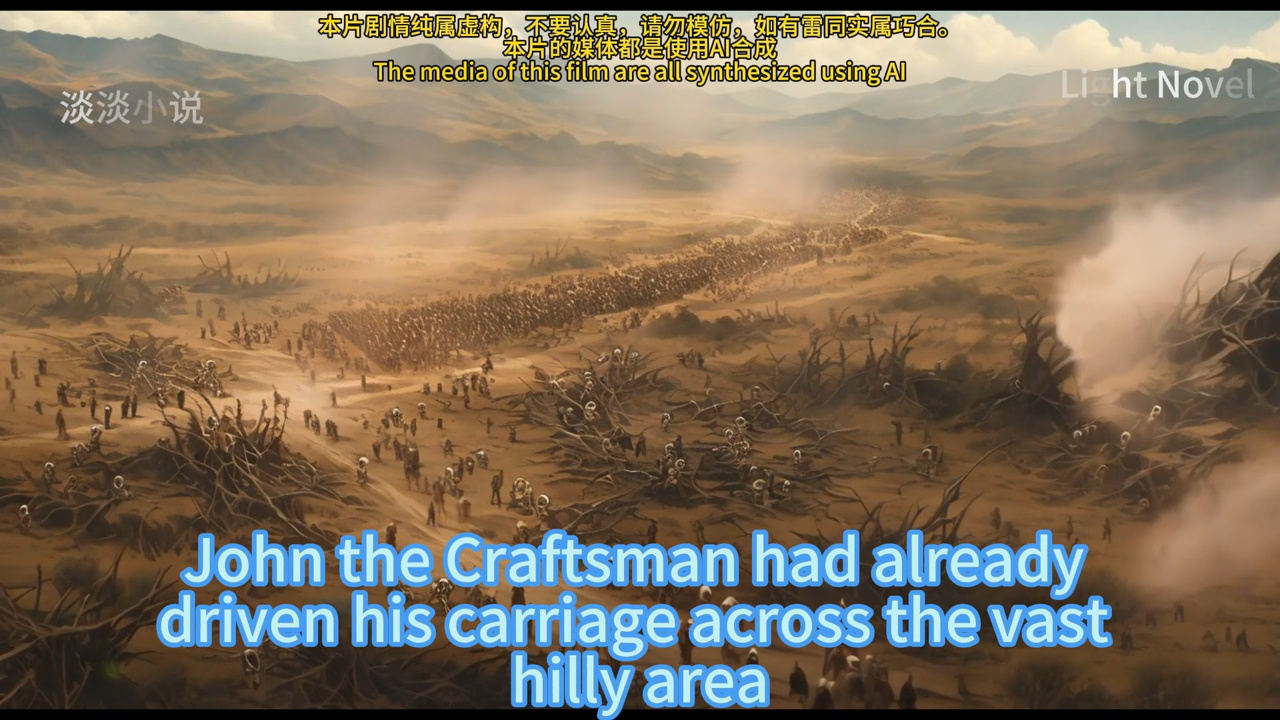 本片剧情纯属虚构，不要认真，请勿模仿，如有雷同实属巧合。
本片的媒体都是使用AI合成
The media of this film are all synthesized using AI
淡淡小说
Light Novel
John the Craftsman had already
driven his carriage across the vast
hilly area